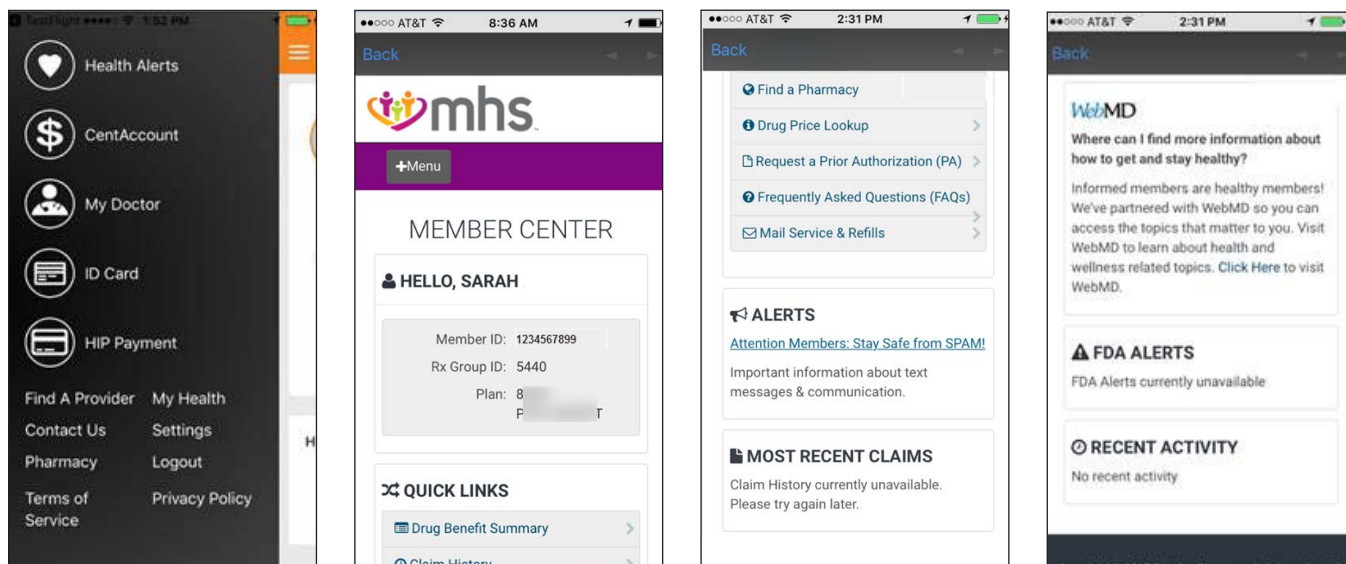 TestFlight 1:52 PM
Health Alerts
CentAccount
My Doctor
ID Card
HIP Payment
Find A Provider My Health
Contact Us Settings
Pharmacy Logout
Terms of Privacy Policy
Service
H
AT&T 8:36 AM
Back
mhs
+Menu
MEMBER CENTER
HELLO, SARAH
Member ID: 1234567899
Rx Group ID: 5440
Plan: 8
P T
QUICK LINKS
Drug Benefit Summary
Claim History
AT&T 2:31 PM
Back
Find a Pharmacy
Drug Price Lookup
Request a Prior Authorization (PA)
Frequently Asked Questions (FAQs)
Mail Service & Refills
ALERTS
Attention Members: Stay Safe from SPAM!
Important information about text
messages & communication.
MOST RECENT CLAIMS
Claim History currently unavailable.
Please try again later.
AT&T 2:31 PM
Back
WebMD
Where can I find more information about
how to get and stay healthy?
Informed members are healthy members!
We've partnered with WebMD so you can
access the topics that matter to you. Visit
WebMD to learn about health and
wellness related topics. Click Here to visit
WebMD.
FDA ALERTS
FDA Alerts currently unavailable
RECENT ACTIVITY
No recent activity